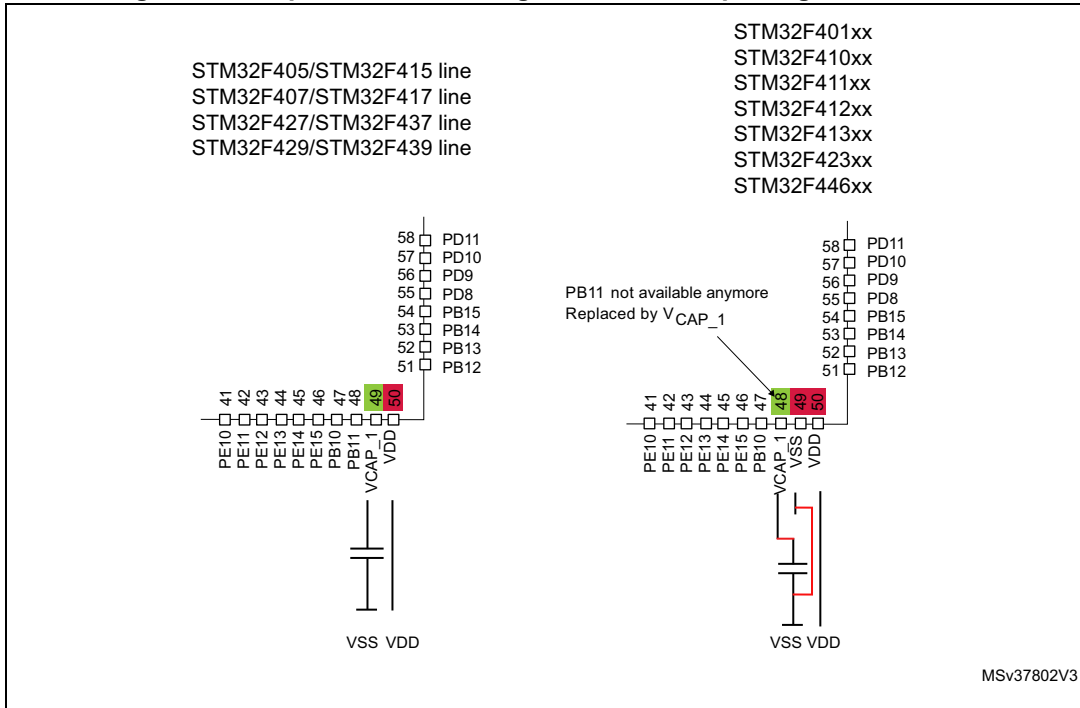 STM32F405/STM32F415 line
STM32F407/STM32F417 line
STM32F427/STM32F437 line
STM32F429/STM32F439 line
58 PD11
57 PD10
56 PD9
55 PD8
54 PB15
53 PB14
52 PB13
51 PB12
41 42 43 44 45 46 47 48 49 50
PE10 PE11 PE12 PE13 PE14 PE15 PB10 PB11 VCAP_1 VDD
VSS VDD
STM32F401xx
STM32F410xx
STM32F411xx
STM32F412xx
STM32F413xx
STM32F423xx
STM32F446xx
PB11 not available anymore
Replaced by VCAP_1
58 PD11
57 PD10
56 PD9
55 PD8
54 PB15
53 PB14
52 PB13
51 PB12
41 42 43 44 45 46 47 48 49 50
PE10 PE11 PE12 PE13 PE14 PE15 PB10 VCAP_1 VSS VDD
VSS VDD
MSv37802V3